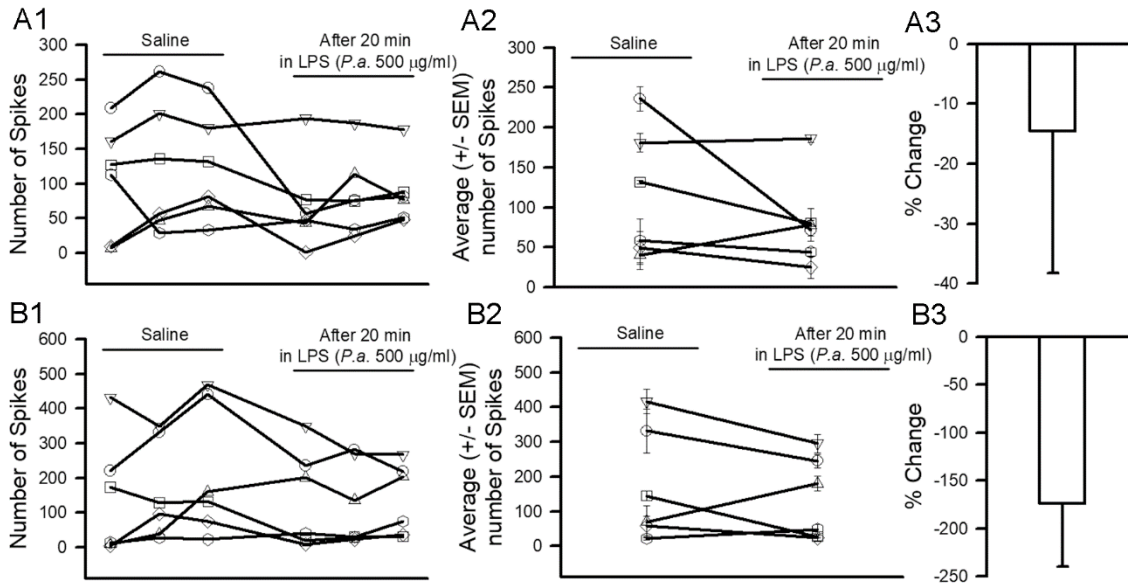 A1
Saline
After 20 min
in LPS (P.a. 500 μg/ml)
Number of Spikes
300
250
200
150
100
50
0
A2
Saline
After 20 min
in LPS (P.a. 500 μg/ml)
Average (+/- SEM)
number of Spikes
300
250
200
150
100
50
0
A3
% Change
0
-10
-20
-30
-40
B1
Saline
After 20 min
in LPS (P.a. 500 μg/ml)
Number of Spikes
600
500
400
300
200
100
0
B2
Saline
After 20 min
in LPS (P.a. 500 μg/ml)
Average (+/- SEM)
number of Spikes
600
500
400
300
200
100
0
B3
% Change
0
-50
-100
-150
-200
-250